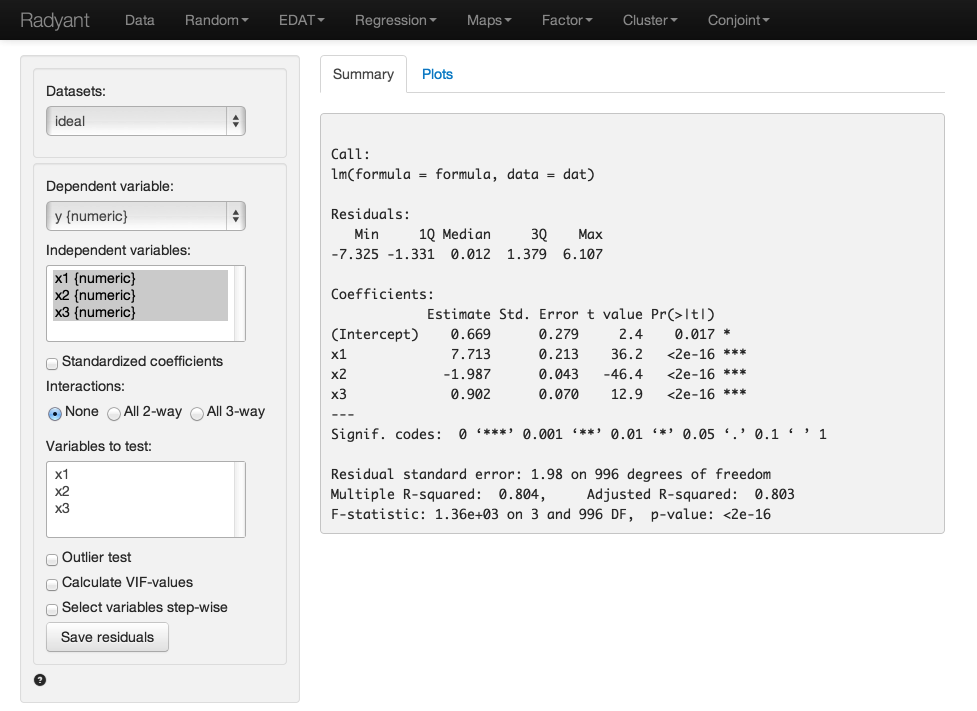 Radyant Data Random EDAT Regression Maps Factor Cluster Conjoint
Datasets:
ideal
Dependent variable:
y {numeric}
Independent variables:
x1 {numeric}
x2 {numeric}
x3 {numeric}
Standardized coefficients
Interactions:
None All 2-way All 3-way
Variables to test:
x1
x2
x3
Outlier test
Calculate VIF-values
Select variables step-wise
Save residuals
?
Summary Plots
Call:
lm(formula = formula, data = dat)
Residuals:
   Min     1Q Median     3Q    Max
-7.325 -1.331  0.012  1.379  6.107
Coefficients:
            Estimate Std. Error t value Pr(>|t|)
(Intercept)    0.669      0.279     2.4    0.017 *
x1             7.713      0.213    36.2   <2e-16 ***
x2            -1.987      0.043   -46.4   <2e-16 ***
x3             0.902      0.070    12.9   <2e-16 ***
---
Signif. codes:  0 ‘***’ 0.001 ‘**’ 0.01 ‘*’ 0.05 ‘.’ 0.1 ‘ ’ 1
Residual standard error: 1.98 on 996 degrees of freedom
Multiple R-squared:  0.804,     Adjusted R-squared:  0.803
F-statistic: 1.36e+03 on 3 and 996 DF,  p-value: <2e-16